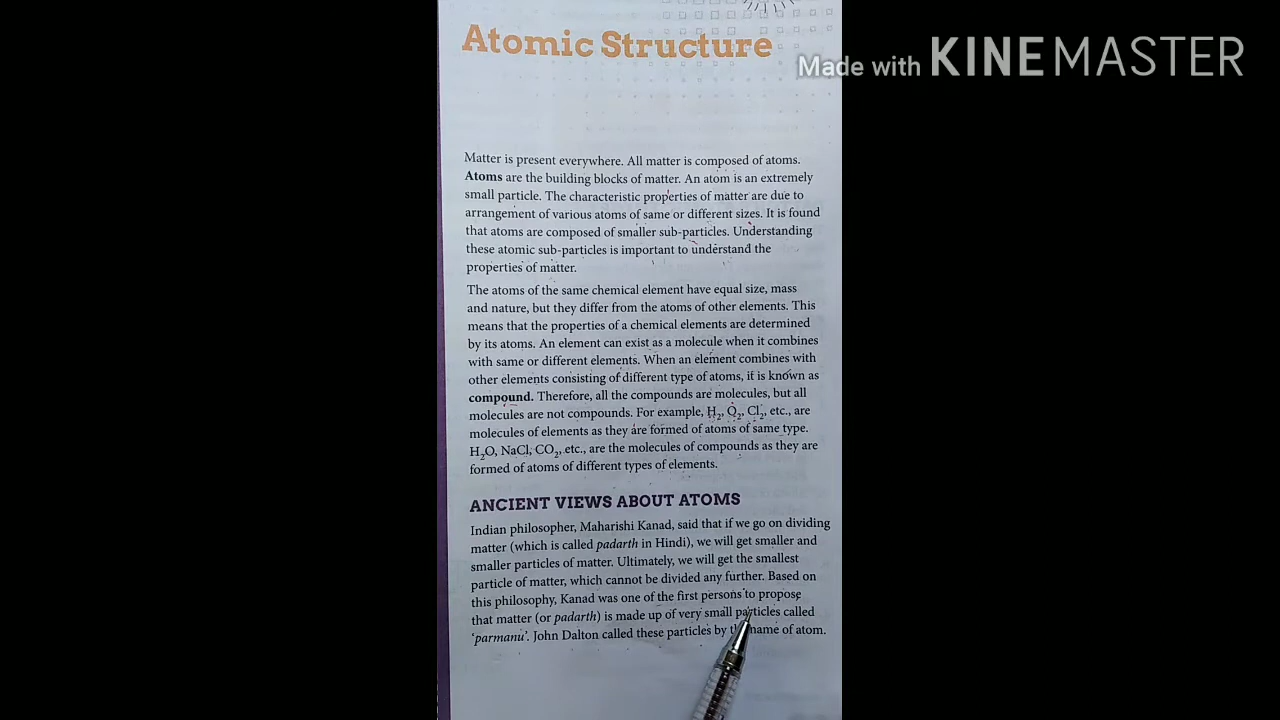 Atomic Structure
Made with KINEMASTER
Matter is present everywhere. All matter is composed of atoms.
Atoms are the building blocks of matter. An atom is an extremely
small particle. The characteristic properties of matter are due to
arrangement of various atoms of same or different sizes. It is found
that atoms are composed of smaller sub-particles. Understanding
these atomic sub-particles is important to understand the
properties of matter.
The atoms of the same chemical element have equal size, mass
and nature, but they differ from the atoms of other elements. This
means that the properties of a chemical elements are determined
by its atoms. An element can exist as a molecule when it combines
with same or different elements. When an element combines with
other elements consisting of different type of atoms, it is known as
compound. Therefore, all the compounds are molecules, but all
molecules are not compounds. For example, H₂, O₂, Cl₂, etc., are
molecules of elements as they are formed of atoms of same type.
H₂O, NaCl, CO₂, etc., are the molecules of compounds as they are
formed of atoms of different types of elements.
ANCIENT VIEWS ABOUT ATOMS
Indian philosopher, Maharishi Kanad, said that if we go on dividing
matter (which is called padarth in Hindi), we will get smaller and
smaller particles of matter. Ultimately, we will get the smallest
particle of matter, which cannot be divided any further. Based on
this philosophy, Kanad was one of the first persons to propose
that matter (or padarth) is made up of very small particles called
'parmanu'. John Dalton called these particles by the name of atom.